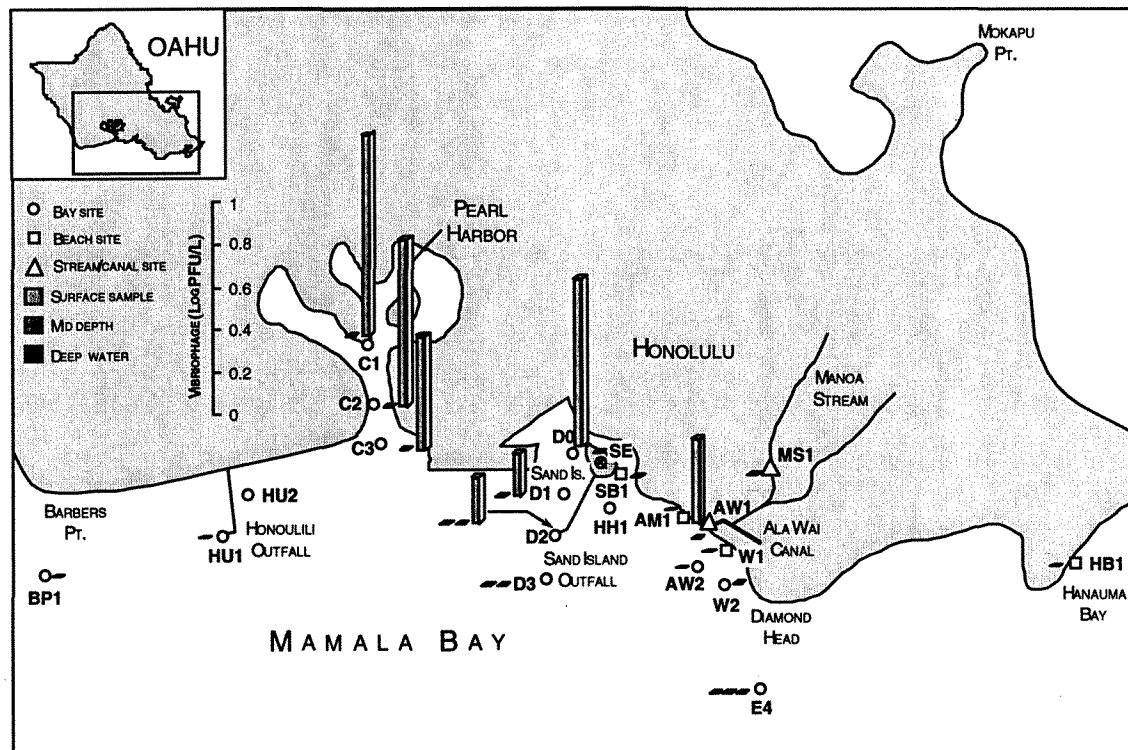 OAHU
MOKAPU
PT.
BAY SITE
BEACH SITE
STREAM/CANAL SITE
SURFACE SAMPLE
MID DEPTH
DEEP WATER
VIBRIOPHAGE (LOG PFU/L)
1
0.8
0.6
0.4
0.2
0
PEARL
HARBOR
C1
C2
C3
HONOLULU
MANOA
STREAM
D0
SE
MS1
SAND IS.
D1
SB1
HH1
AM1
AW1
ALA WAI
CANAL
W1
AW2
W2
DIAMOND
HEAD
HB1
HANAUMA
BAY
BARBERS
PT.
HU2
HONOULILI
OUTFALL
HU1
BP1
D2
SAND ISLAND
OUTFALL
D3
MAMALA BAY
E4